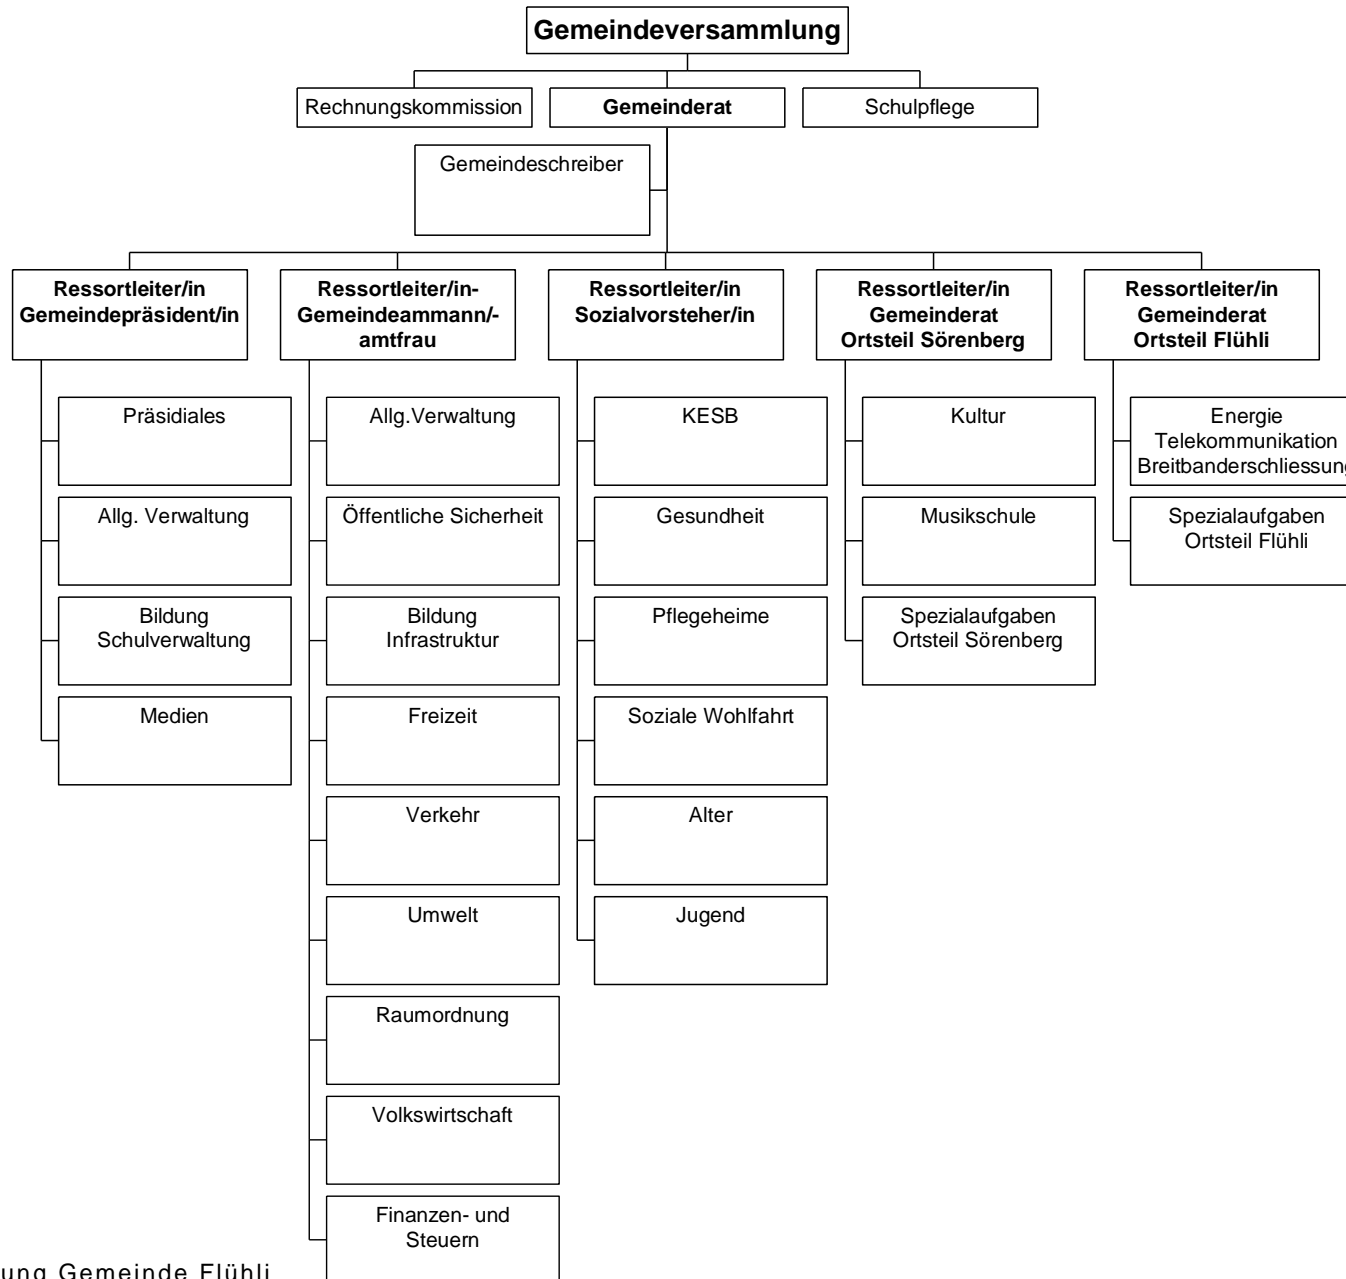 Gemeindeversammlung
Rechnungskommission
Gemeinderat
Schulpflege
Gemeindeschreiber
Ressortleiter/in
Gemeindepräsident/in
Präsidiales
Allg. Verwaltung
Bildung
Schulverwaltung
Medien
Ressortleiter/in-
Gemeindeammann/-
amtfrau
Allg.Verwaltung
Öffentliche Sicherheit
Bildung
Infrastruktur
Freizeit
Verkehr
Umwelt
Raumordnung
Volkswirtschaft
Finanzen- und
Steuern
Ressortleiter/in
Sozialvorsteher/in
KESB
Gesundheit
Pflegeheime
Soziale Wohlfahrt
Alter
Jugend
Ressortleiter/in
Gemeinderat
Ortsteil Sörenberg
Kultur
Musikschule
Spezialaufgaben
Ortsteil Sörenberg
Ressortleiter/in
Gemeinderat
Ortsteil Flühli
Energie
Telekommunikation
Breitbanderschliessung
Spezialaufgaben
Ortsteil Flühli
ung Gemeinde Flühli